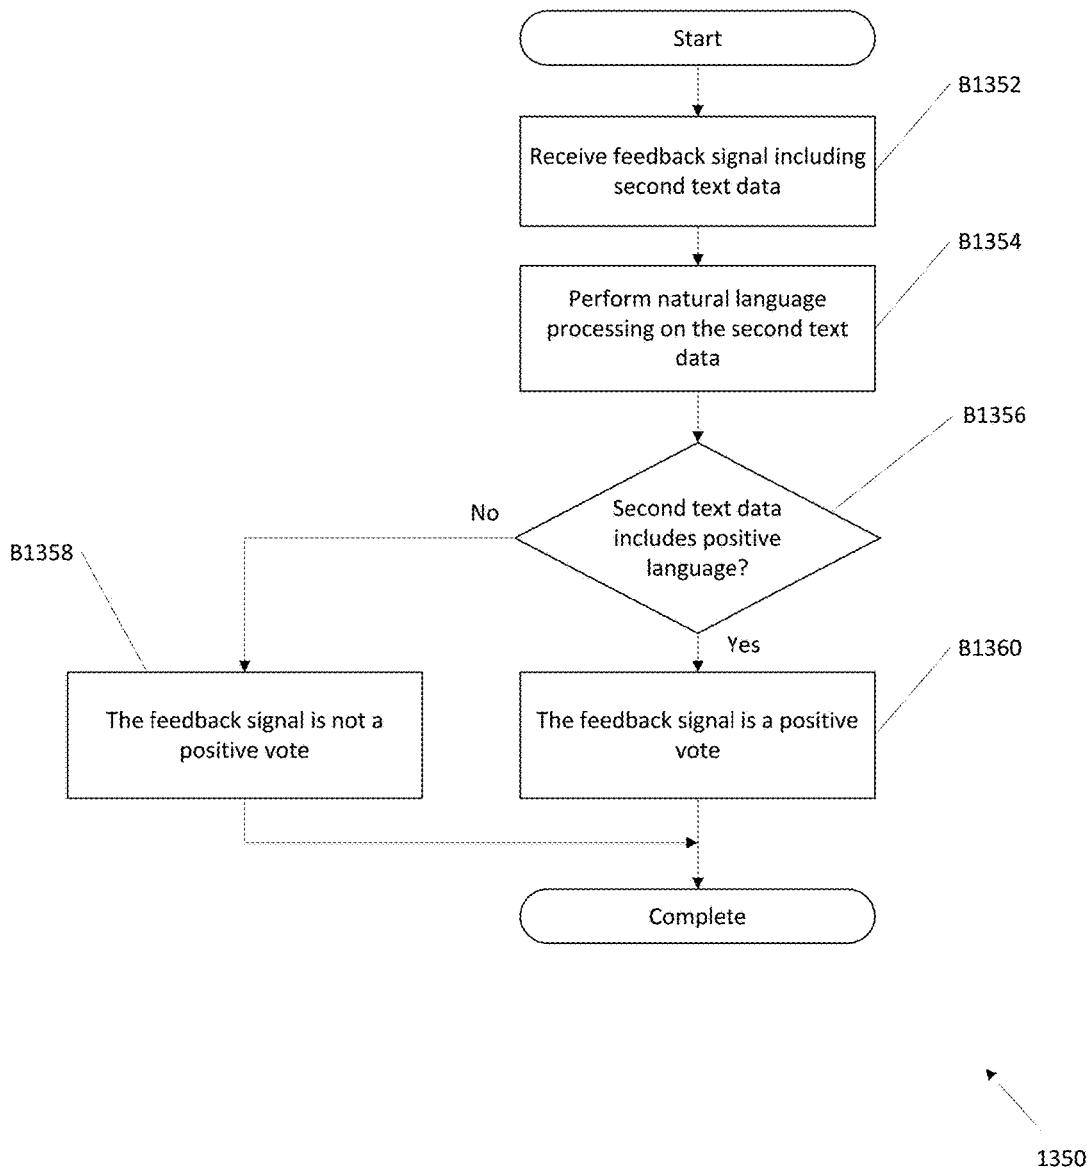 Start
B1352
Receive feedback signal including
second text data
B1354
Perform natural language
processing on the second text
data
B1356
Second text data
includes positive
language?
No
Yes
B1358
The feedback signal is not a
positive vote
B1360
The feedback signal is a positive
vote
Complete
1350